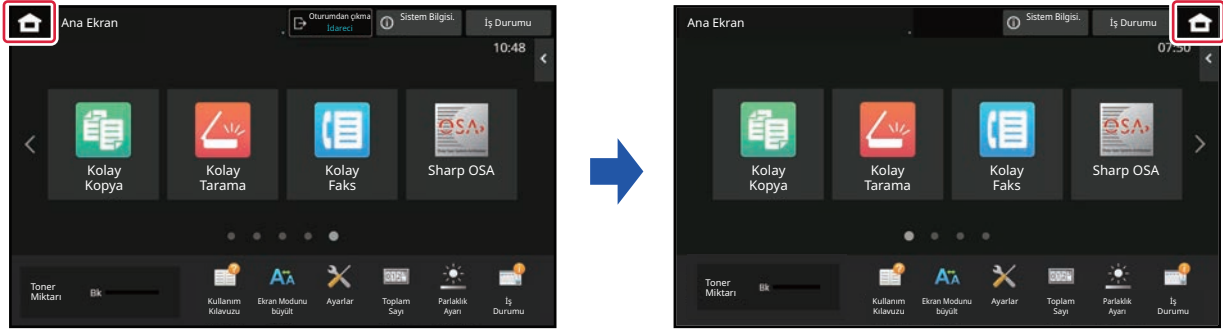 Ana Ekran
Oturumdan çıkma
İdareci
Sistem Bilgisi.
İş Durumu
10:48
Kolay
Kopya
Kolay
Tarama
Kolay
Faks
OSA
Sharp OSA
Toner
Miktarı
Bk
Kullanım
Kılavuzu
Ekran Modunu
büyült
Ayarlar
Toplam
Sayı
Parlaklık
Ayarı
İş
Durumu
Ana Ekran
Sistem Bilgisi.
İş Durumu
07:50
Kolay
Kopya
Kolay
Tarama
Kolay
Faks
OSA
Sharp OSA
Toner
Miktarı
Bk
Kullanım
Kılavuzu
Ekran Modunu
büyült
Ayarlar
Toplam
Sayı
Parlaklık
Ayarı
İş
Durumu